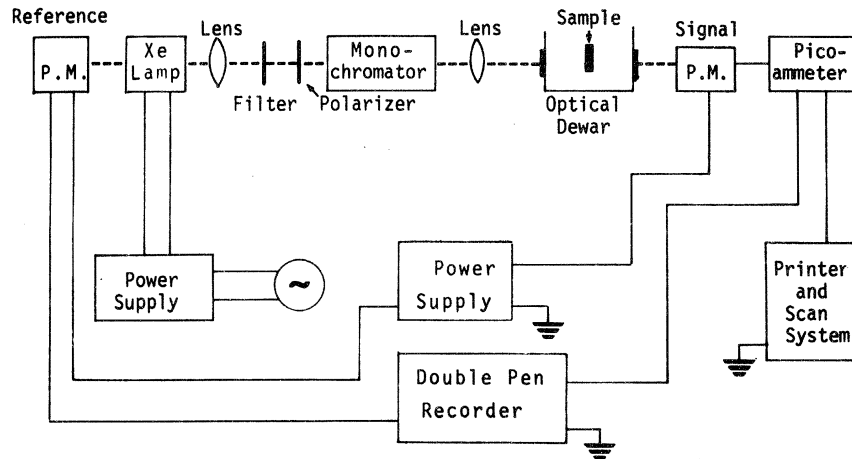 Reference
P.M.
Xe
Lamp
Lens
Filter
Polarizer
Mono-
chromator
Lens
Sample
Optical
Dewar
Signal
P.M.
Pico-
ammeter
Power
Supply
~
Power
Supply
Printer
and
Scan
System
Double Pen
Recorder